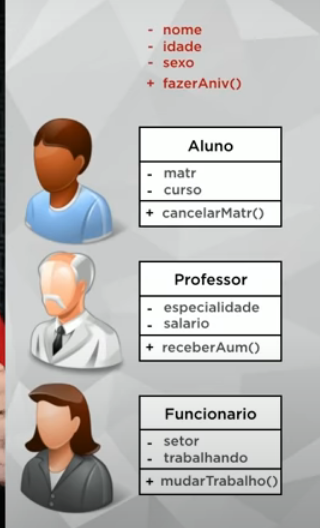 - nome
- idade
- sexo
+ fazerAniv()
Aluno
- matr
- curso
+ cancelarMatr()
Professor
- especialidade
- salario
+ receberAum()
Funcionario
- setor
- trabalhando
+ mudarTrabalho()